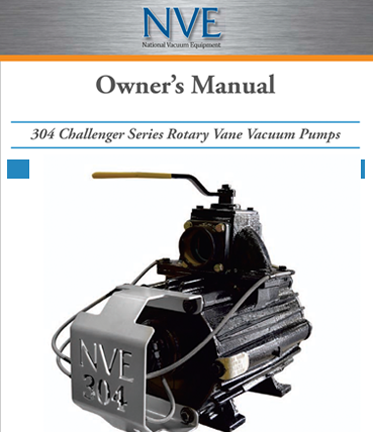 NVE
National Vacuum Equipment
Owner's Manual
304 Challenger Series Rotary Vane Vacuum Pumps
NVE
304